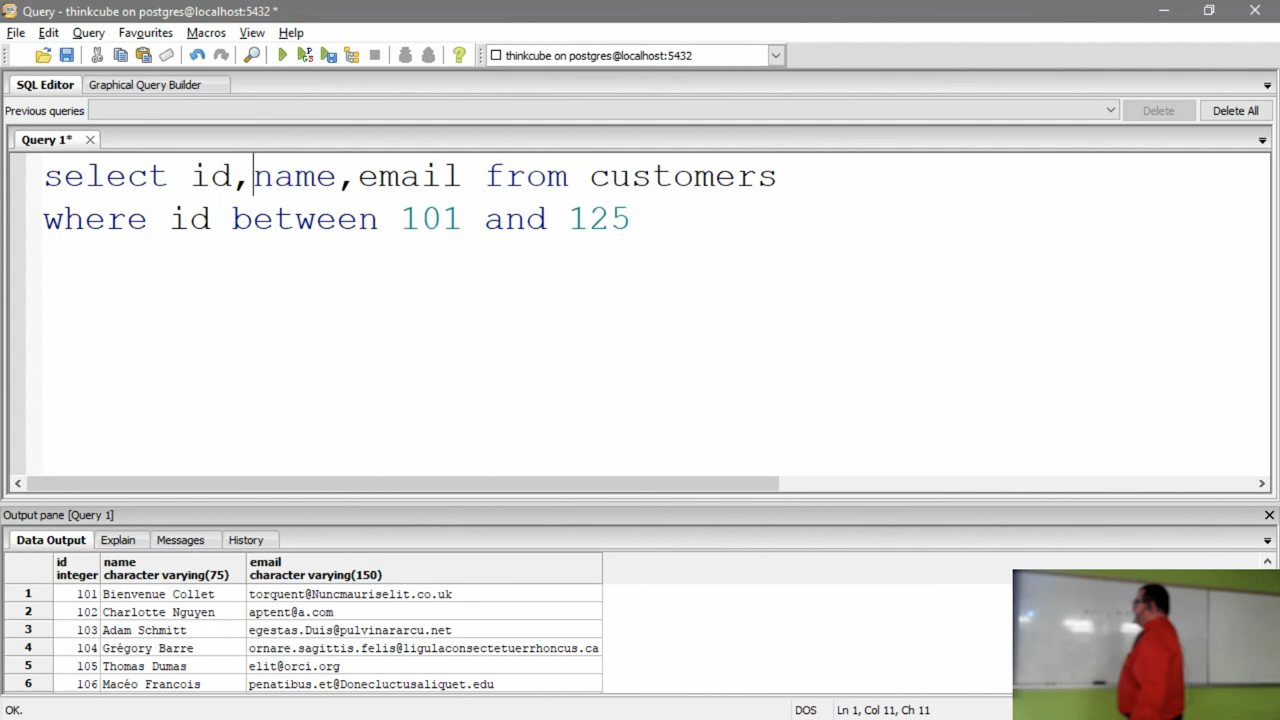 Query - thinkcube on postgres@localhost:5432 *
File Edit Query Favourites Macros View Help
thinkcube on postgres@localhost:5432
SQL Editor Graphical Query Builder
Previous queries Delete Delete All
Query 1*
select id,name,email from customers
where id between 101 and 125
Output pane [Query 1]
Data Output Explain Messages History
id name email
integer character varying(75) character varying(150)
1 101 Bienvenue Collet torquent@Nuncmauriselit.co.uk
2 102 Charlotte Nguyen aptent@a.com
3 103 Adam Schmitt egestas.Duis@pulvinararcu.net
4 104 Grégory Barre ornare.sagittis.felis@ligulaconsectetuerrhoncus.ca
5 105 Thomas Dumas elit@orci.org
6 106 Macéo Francois penatibus.et@Donecluctusaliquet.edu
OK. DOS Ln 1, Col 11, Ch 11